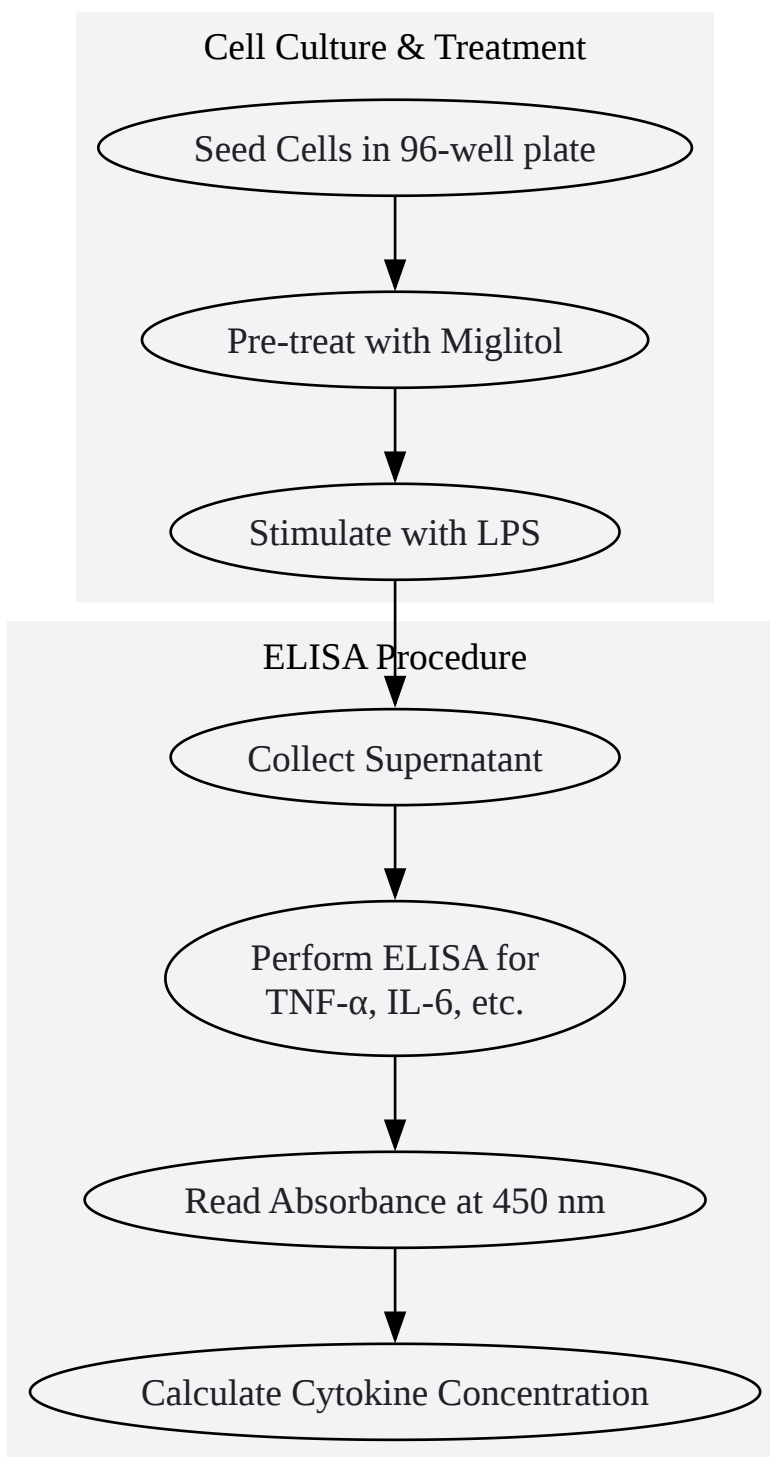 Cell Culture & Treatment
Seed Cells in 96-well plate
Pre-treat with Miglitol
Stimulate with LPS
ELISA Procedure
Collect Supernatant
Perform ELISA for
TNF-α, IL-6, etc.
Read Absorbance at 450 nm
Calculate Cytokine Concentration